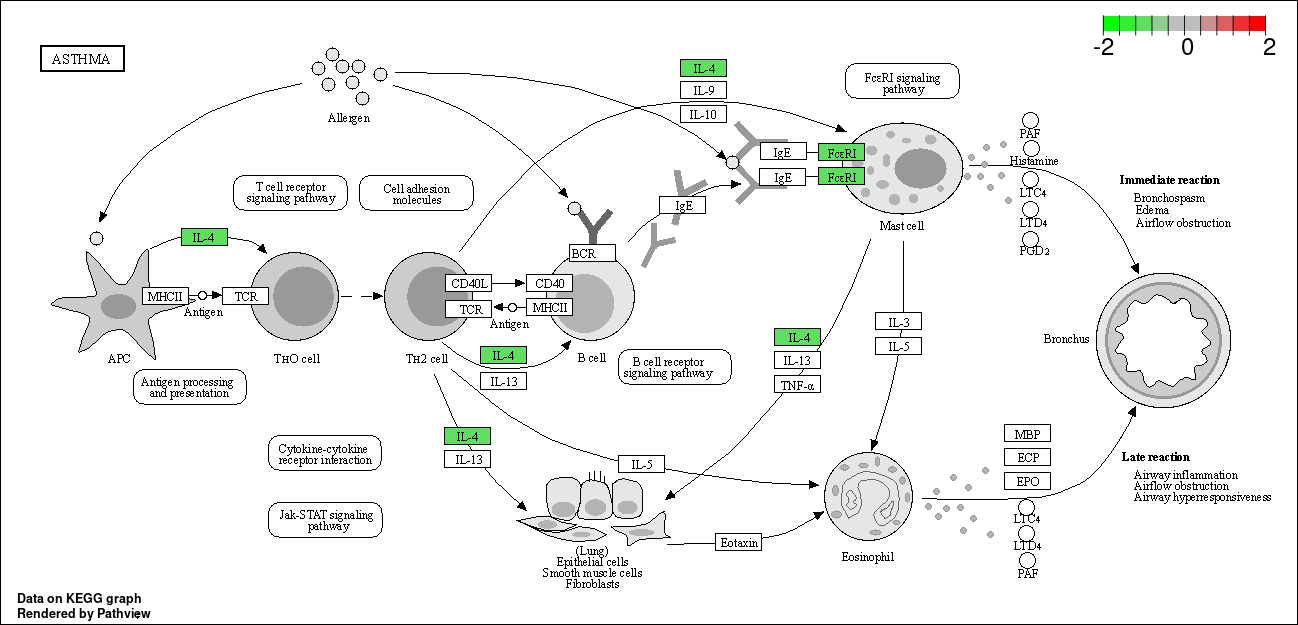 ASTHMA
-2
0
2
Allergen
IL-4
IL-9
IL-10
FcεRI signaling
pathway
IgE
FcεRI
IgE
FcεRI
Mast cell
PAF
Histamine
LTC4
LTD4
PGD2
Immediate reaction
Bronchospasm
Edema
Airflow obstruction
T cell receptor
signaling pathway
Cell adhesion
molecules
IgE
IL-4
BCR
MHCII
TCR
Antigen
APC
TH0 cell
CD40L
CD40
TCR
MHCII
Antigen
TH2 cell
B cell
IL-4
IL-13
B cell receptor
signaling pathway
Antigen processing
and presentation
IL-4
IL-13
TNF-α
IL-3
IL-5
Bronchus
IL-4
IL-13
IL-5
Cytokine-cytokine
receptor interaction
Jak-STAT signaling
pathway
(Lung)
Epithelial cells
Smooth muscle cells
Fibroblasts
Eotaxin
Eosinophil
MBP
ECP
EPO
LTC4
LTD4
PAF
Late reaction
Airway inflammation
Airflow obstruction
Airway hyperresponsiveness
Data on KEGG graph
Rendered by Pathview